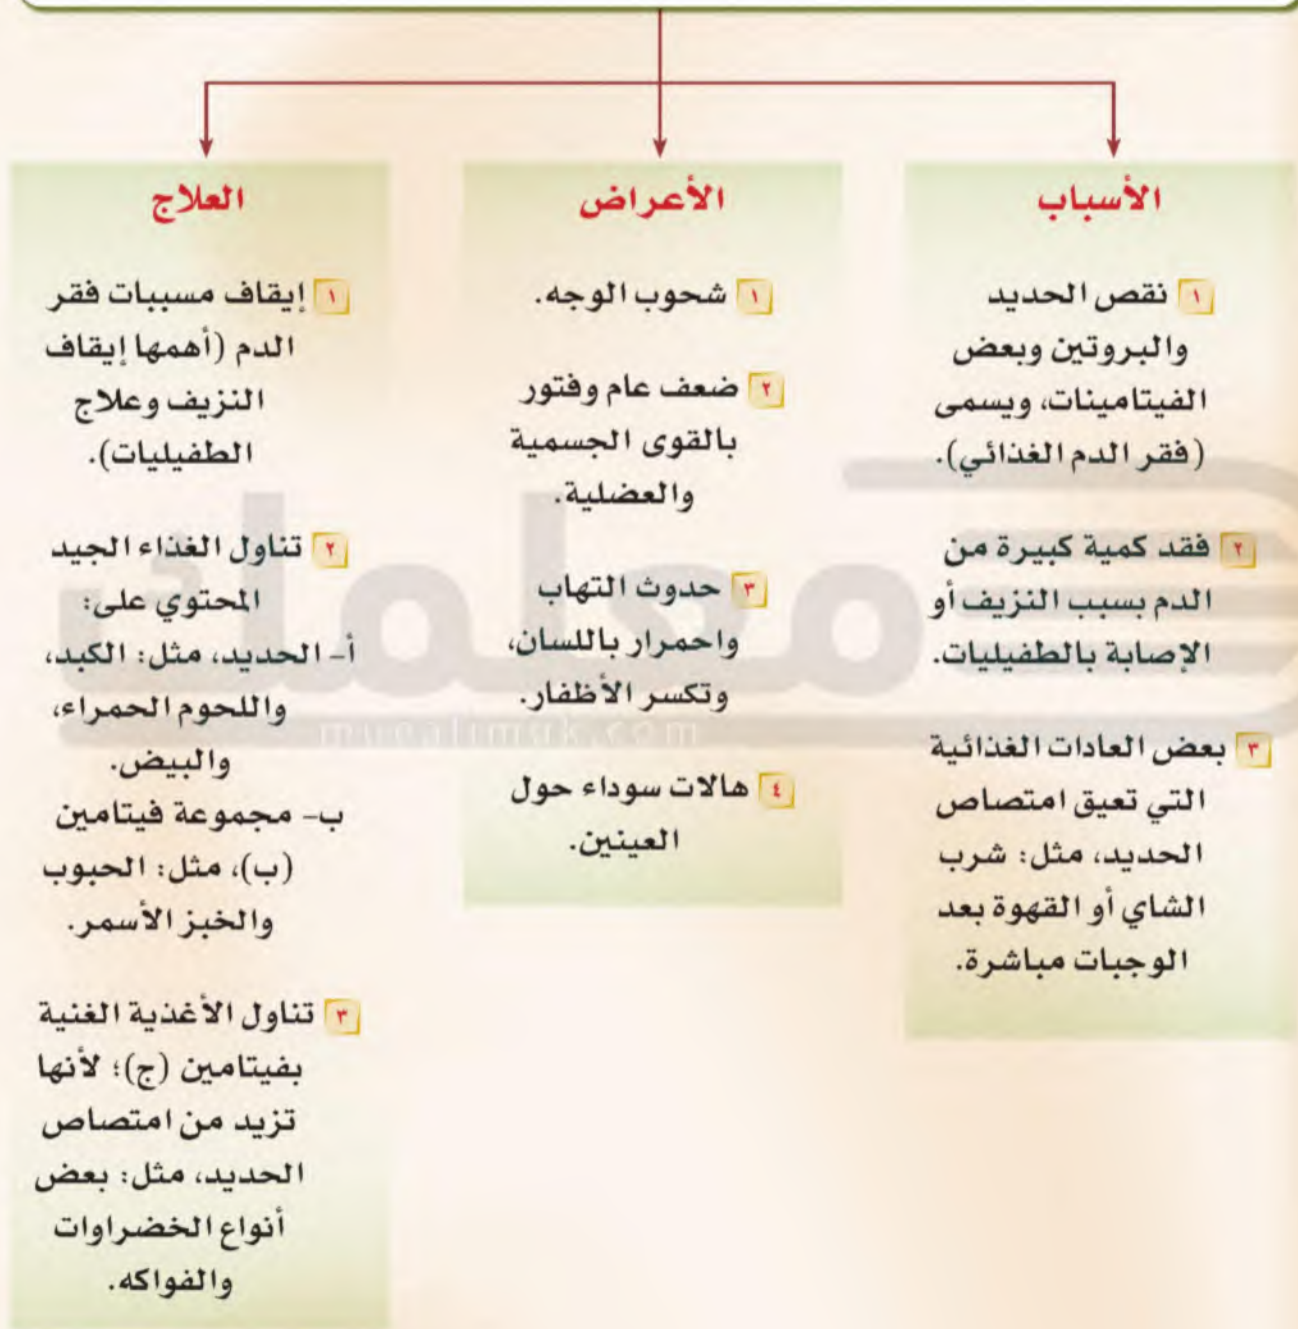 الأسباب
١ نقص الحديد
والبروتين وبعض
الفيتامينات، ويسمى
(فقر الدم الغذائي).
٢ فقد كمية كبيرة من
الدم بسبب النزيف أو
الإصابة بالطفيليات.
٣ بعض العادات الغذائية
التي تعيق امتصاص
الحديد، مثل: شرب
الشاي أو القهوة بعد
الوجبات مباشرة.
الأعراض
١ شحوب الوجه.
٢ ضعف عام وفتور
بالقوى الجسمية
والعضلية.
٣ حدوث التهاب
واحمرار باللسان،
وتكسر الأظفار.
٤ هالات سوداء حول
العينين.
العلاج
١ إيقاف مسببات فقر
الدم (أهمها إيقاف
النزيف وعلاج
الطفيليات).
٢ تناول الغذاء الجيد
المحتوي على:
أ- الحديد، مثل: الكبد،
واللحوم الحمراء،
والبيض.
ب- مجموعة فيتامين
(ب)، مثل: الحبوب
والخبز الأسمر.
٣ تناول الأغذية الغنية
بفيتامين (ج)؛ لأنها
تزيد من امتصاص
الحديد، مثل: بعض
أنواع الخضراوات
والفواكه.
معلمك
mualimuk.com